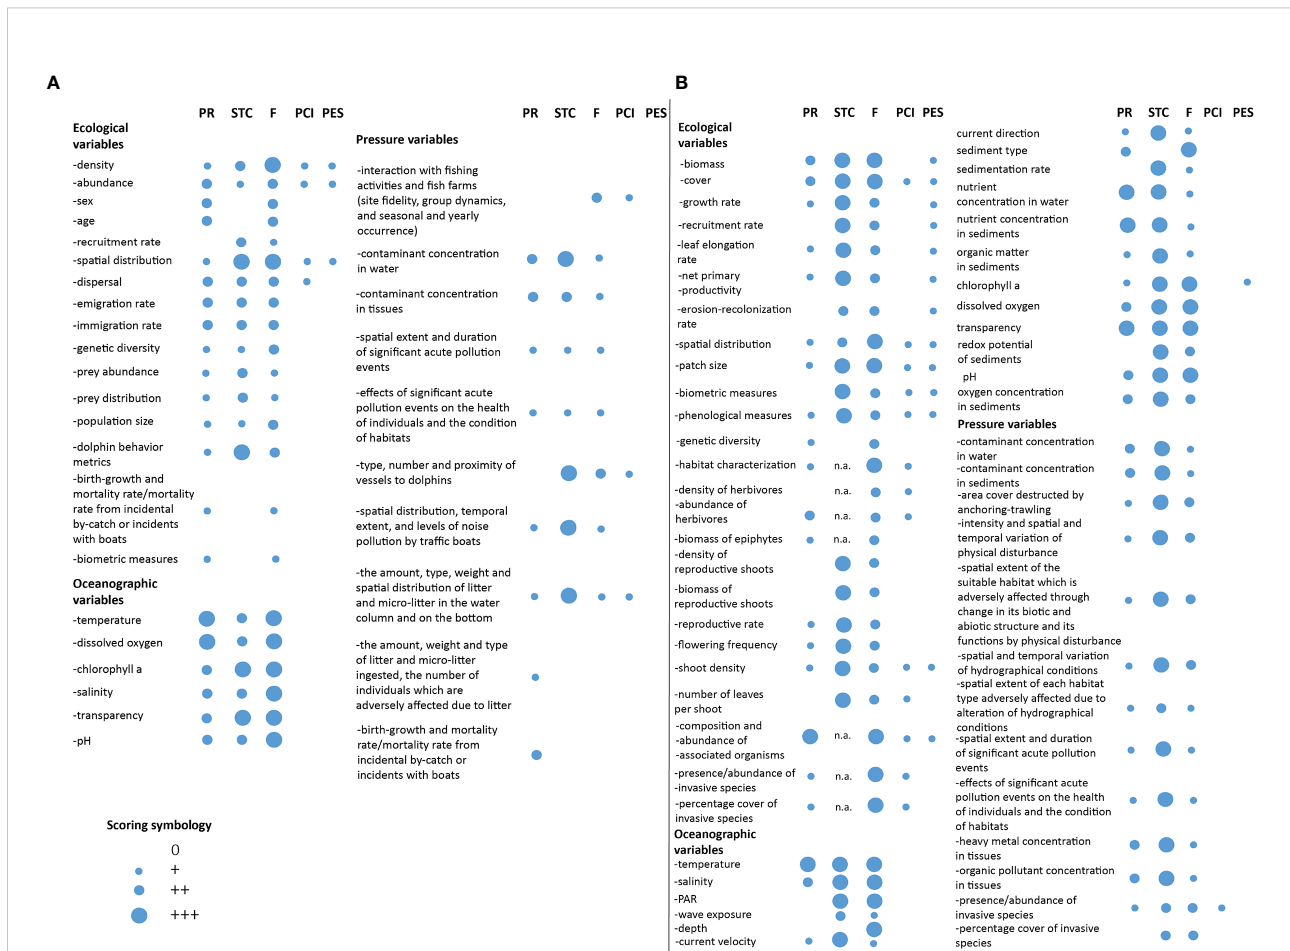 A
PR STC F PCI PES
Ecological
variables
-density
-abundance
-sex
-age
-recruitment rate
-spatial distribution
-dispersal
-emigration rate
-immigration rate
-genetic diversity
-prey abundance
-prey distribution
-population size
-dolphin behavior
metrics
-birth-growth and
mortality rate/mortality
rate from incidental
by-catch or incidents
with boats
-biometric measures
Oceanographic
variables
-temperature
-dissolved oxygen
-chlorophyll a
-salinity
-transparency
-pH
Scoring symbology
0
+
++
+++
PR STC F PCI PES
Pressure variables
-interaction with fishing
activities and fish farms
(site fidelity, group dynamics,
and seasonal and yearly
occurrence)
-contaminant concentration
in water
-contaminant concentration
in tissues
-spatial extent and duration
of significant acute pollution
events
-effects of significant acute
pollution events on the health
of individuals and the condition
of habitats
-type, number and proximity of
vessels to dolphins
-spatial distribution, temporal
extent, and levels of noise
pollution by traffic boats
-the amount, type, weight and
spatial distribution of litter
and micro-litter in the water
column and on the bottom
-the amount, weight and type
of litter and micro-litter
ingested, the number of
individuals which are
adversely affected due to litter
-birth-growth and mortality
rate/mortality rate from
incidental by-catch or
incidents with boats
B
PR STC F PCI PES
Ecological
variables
-biomass
-cover
-growth rate
-recruitment rate
-leaf elongation
rate
-net primary
-productivity
-erosion-recolonization
rate
-spatial distribution
-patch size
-biometric measures
-phenological measures
-genetic diversity
-habitat characterization n.a.
-density of herbivores n.a.
-abundance of
herbivores n.a.
-biomass of epiphytes n.a.
-density of
reproductive shoots
-biomass of
reproductive shoots
-reproductive rate
-flowering frequency
-shoot density
-number of leaves
per shoot
-composition and
-abundance of n.a.
-associated organisms
-presence/abundance of n.a.
-invasive species
-percentage cover of n.a.
invasive species
Oceanographic
variables
-temperature
-salinity
-PAR
-wave exposure
-depth
-current velocity
PR STC F PCI PES
current direction
sediment type
sedimentation rate
nutrient
concentration in water
nutrient concentration
in sediments
organic matter
in sediments
chlorophyll a
dissolved oxygen
transparency
redox potential
of sediments
pH
oxygen concentration
in sediments
Pressure variables
-contaminant concentration
in water
-contaminant concentration
in sediments
-area cover destructed by
anchoring-trawling
-intensity and spatial and
temporal variation of
physical disturbance
-spatial extent of the
suitable habitat which is
adversely affected through
change in its biotic and
abiotic structure and its
functions by physical disturbance
-spatial and temporal variation
of hydrographical conditions
-spatial extent of each habitat
type adversely affected due to
alteration of hydrographical
conditions
-spatial extent and duration
of significant acute pollution
events
-effects of significant acute
pollution events on the health
of individuals and the condition
of habitats
-heavy metal concentration
in tissues
-organic pollutant concentration
in tissues
-presence/abundance of
invasive species
-percentage cover of invasive
species